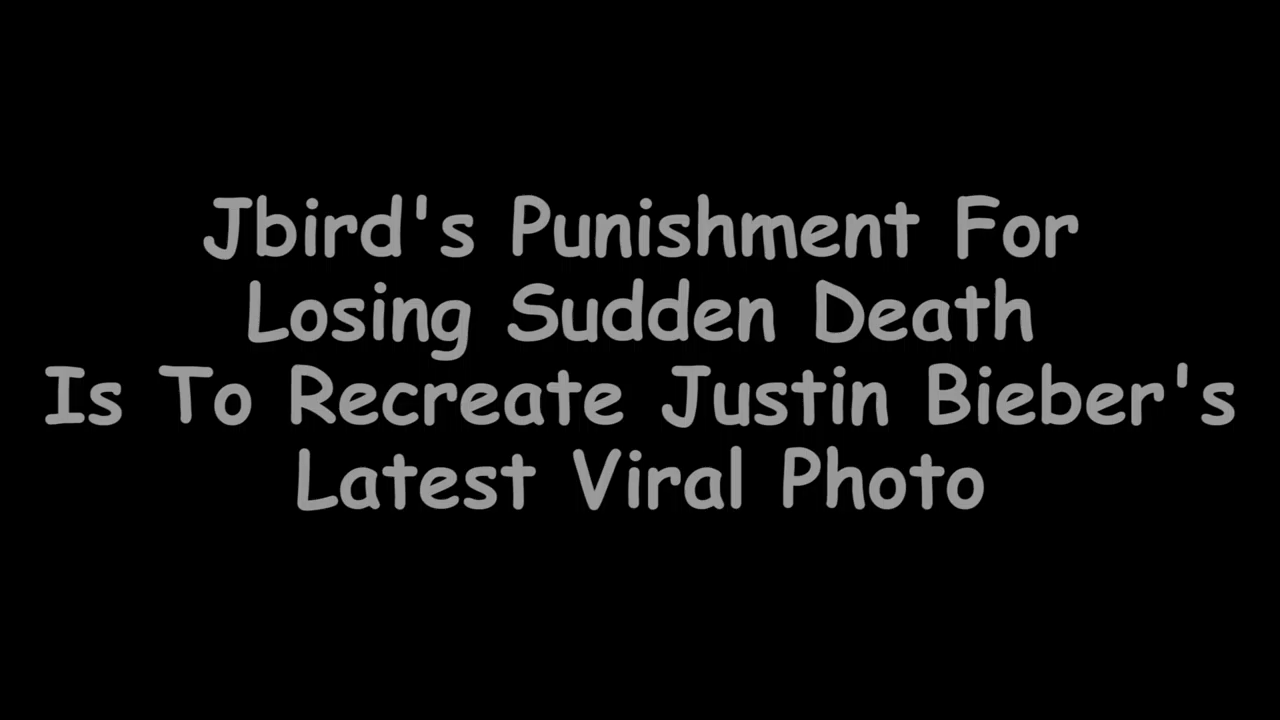 Jbird's Punishment For
Losing Sudden Death
Is To Recreate Justin Bieber's
Latest Viral Photo